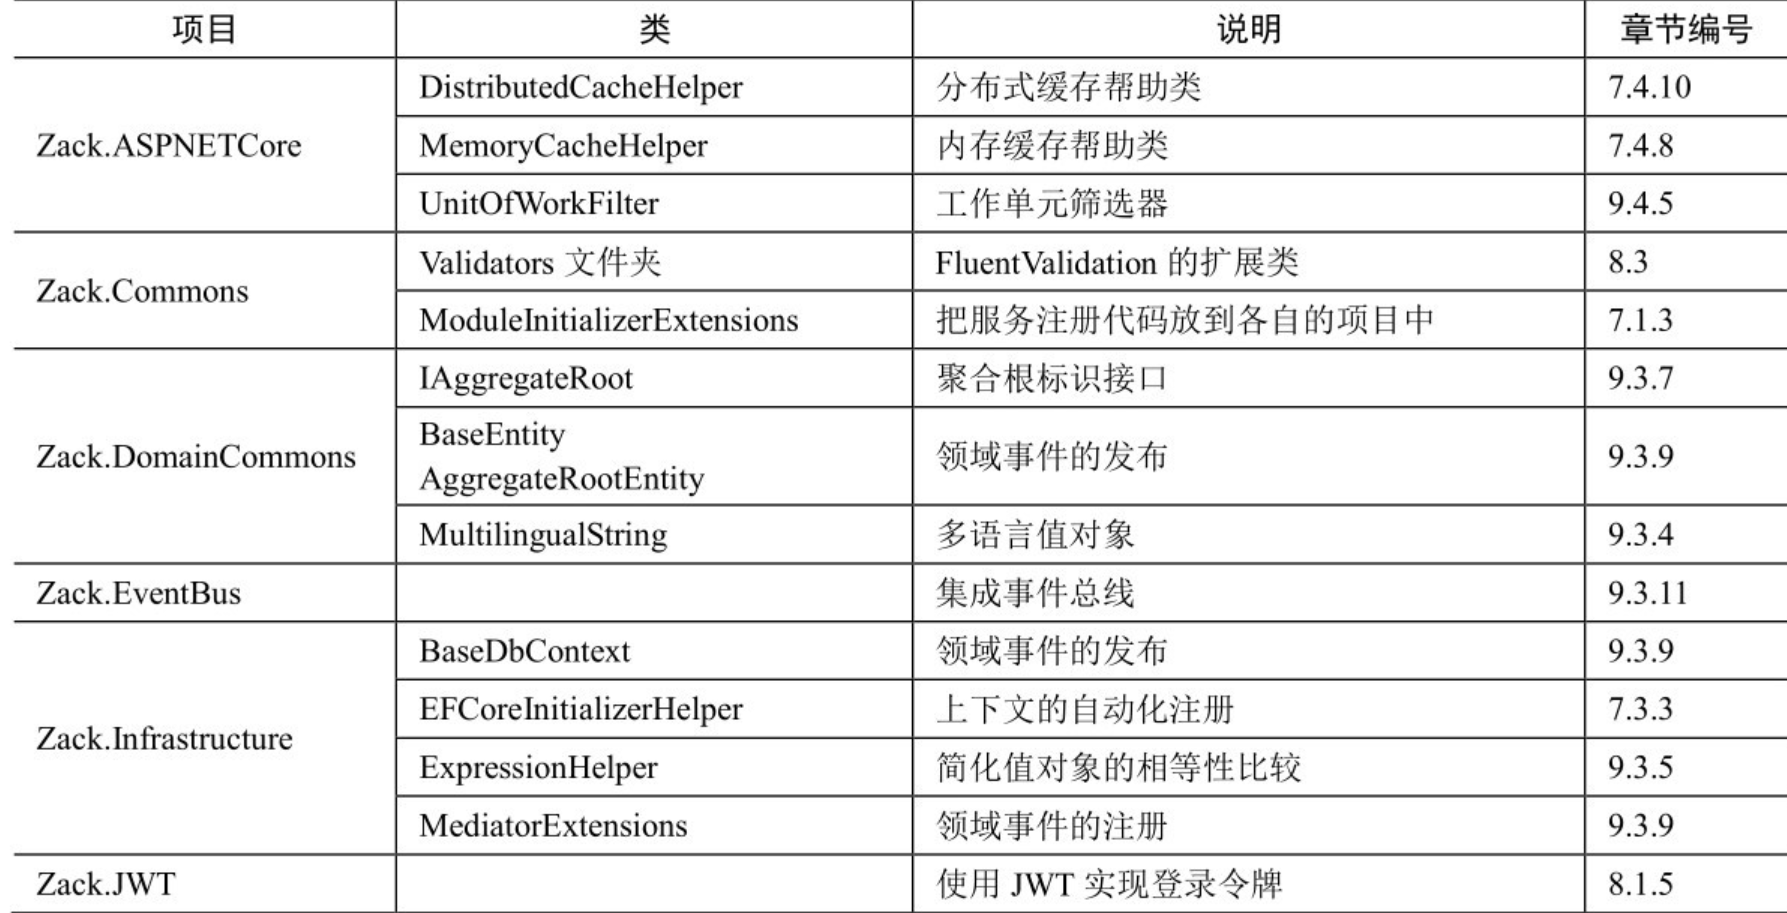 项目 类 说明 章节编号
Zack.ASPNETCore DistributedCacheHelper 分布式缓存帮助类 7.4.10
MemoryCacheHelper 内存缓存帮助类 7.4.8
UnitOfWorkFilter 工作单元筛选器 9.4.5
Zack.Commons Validators 文件夹 FluentValidation 的扩展类 8.3
ModuleInitializerExtensions 把服务注册代码放到各自的项目中 7.1.3
Zack.DomainCommons IAggregateRoot 聚合根标识接口 9.3.7
BaseEntity
AggregateRootEntity 领域事件的发布 9.3.9
MultilingualString 多语言值对象 9.3.4
Zack.EventBus 集成事件总线 9.3.11
Zack.Infrastructure BaseDbContext 领域事件的发布 9.3.9
EFCoreInitializerHelper 上下文的自动化注册 7.3.3
ExpressionHelper 简化值对象的相等性比较 9.3.5
MediatorExtensions 领域事件的注册 9.3.9
Zack.JWT 使用 JWT 实现登录令牌 8.1.5